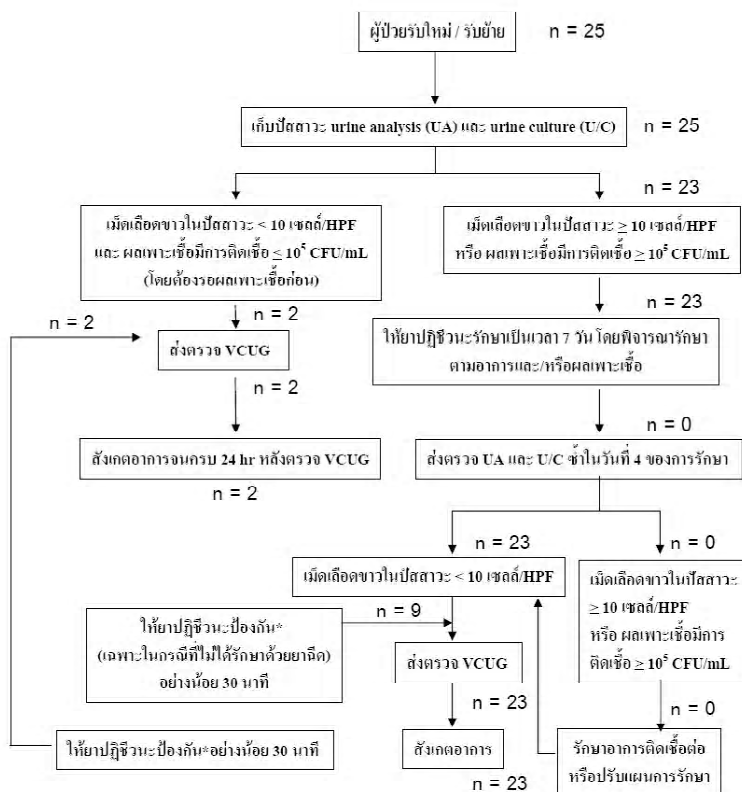 ผู้ป่วยรับใหม่ / รับย้าย
n = 25
เก็บปัสสาวะ urine analysis (UA) และ urine culture (U/C)
n = 25
n = 23
เม็ดเลือดขาวในปัสสาวะ < 10 เซลล์/HPF
และ ผลเพาะเชื้อมีการติดเชื้อ ≤ 10⁵ CFU/mL
(โดยต้องรอผลเพาะเชื้อก่อน)
เม็ดเลือดขาวในปัสสาวะ ≥ 10 เซลล์/HPF
หรือ ผลเพาะเชื้อมีการติดเชื้อ ≥ 10⁵ CFU/mL
n = 2
n = 2
n = 23
ส่งตรวจ VCUG
ให้ยาปฏิชีวนะรักษาเป็นเวลา 7 วัน โดยพิจารณารักษา
ตามอาการและ/หรือผลเพาะเชื้อ
n = 2
n = 0
สังเกตอาการจนครบ 24 hr หลังตรวจ VCUG
ส่งตรวจ UA และ U/C ซ้ำในวันที่ 4 ของการรักษา
n = 2
n = 23
n = 0
เม็ดเลือดขาวในปัสสาวะ < 10 เซลล์/HPF
เม็ดเลือดขาวในปัสสาวะ
≥ 10 เซลล์/HPF
หรือ ผลเพาะเชื้อมีการ
ติดเชื้อ ≥ 10⁵ CFU/mL
n = 9
ให้ยาปฏิชีวนะป้องกัน*
(เฉพาะในกรณีที่ไม่ได้รักษาด้วยยาฉีด)
อย่างน้อย 30 นาที
ส่งตรวจ VCUG
n = 23
n = 0
ให้ยาปฏิชีวนะป้องกัน*อย่างน้อย 30 นาที
สังเกตอาการ
รักษาอาการติดเชื้อต่อ
หรือปรับแผนการรักษา
n = 23